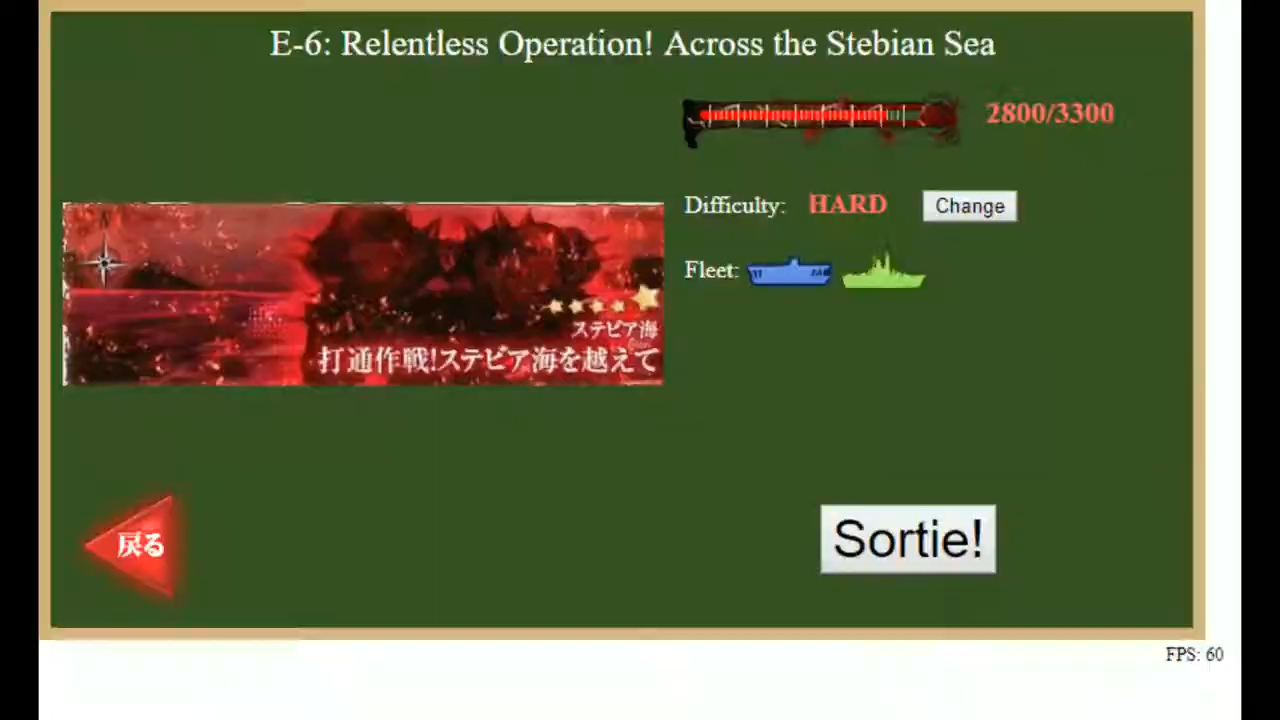 E-6: Relentless Operation! Across the Stebian Sea
2800/3300
Difficulty: HARD Change
Fleet:
ステビア海
打通作戦!ステビア海を越えて
戻る
Sortie!
FPS: 60